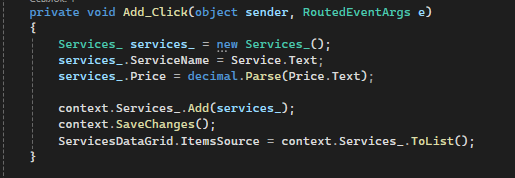 private void Add_Click(object sender, RoutedEventArgs e)
{
Services_ services_ = new Services_();
services_.ServiceName = Service.Text;
services_.Price = decimal.Parse(Price.Text);
context.Services_.Add(services_);
context.SaveChanges();
ServicesDataGrid.ItemsSource = context.Services_.ToList();
}